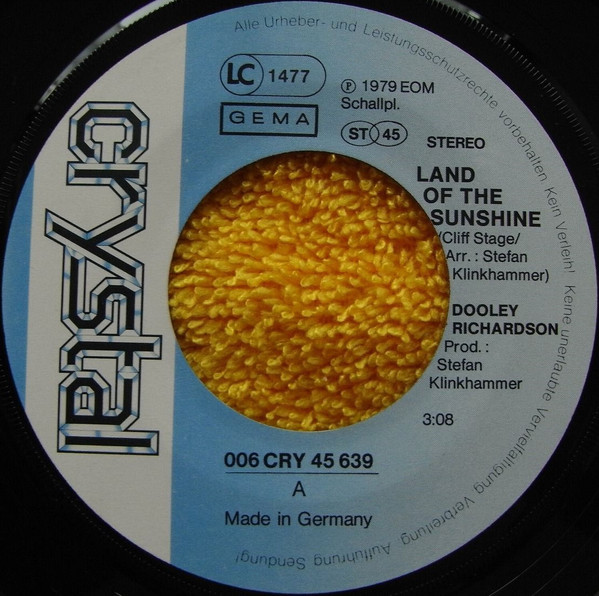 Alle Urheber- und Leistungsschutzrechte vorbehalten Kein Verleih! Keine unerlaubte Vervielfältigung Verbreitung Aufführung Sendung!
crystal
LC 1477
GEMA
℗ 1979 EOM
Schallpl.
ST 45
STEREO
LAND
OF THE
SUNSHINE
(Cliff Stage/
Arr.: Stefan
Klinkhammer)
DOOLEY
RICHARDSON
Prod.:
Stefan
Klinkhammer
3:08
006 CRY 45 639
A
Made in Germany